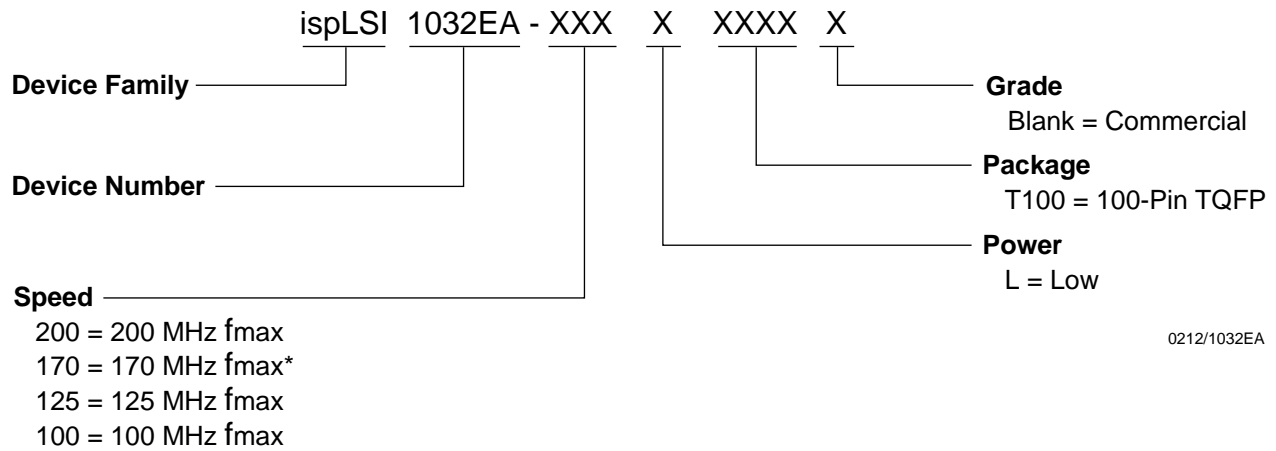 ispLSI 1032EA - XXX X XXXX X
Device Family
Grade
Blank = Commercial
Package
T100 = 100-Pin TQFP
Device Number
Power
L = Low
Speed
200 = 200 MHz fmax
170 = 170 MHz fmax*
125 = 125 MHz fmax
100 = 100 MHz fmax
0212/1032EA